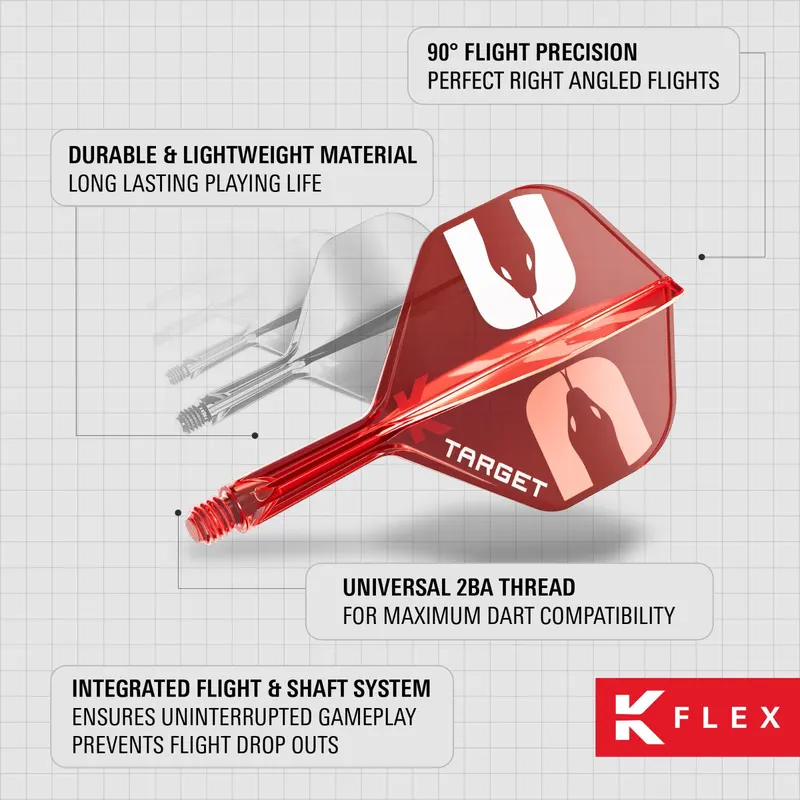 90° FLIGHT PRECISION
PERFECT RIGHT ANGLED FLIGHTS
DURABLE & LIGHTWEIGHT MATERIAL
LONG LASTING PLAYING LIFE
K
TARGET
UNIVERSAL 2BA THREAD
FOR MAXIMUM DART COMPATIBILITY
INTEGRATED FLIGHT & SHAFT SYSTEM
ENSURES UNINTERRUPTED GAMEPLAY
PREVENTS FLIGHT DROP OUTS
K FLEX